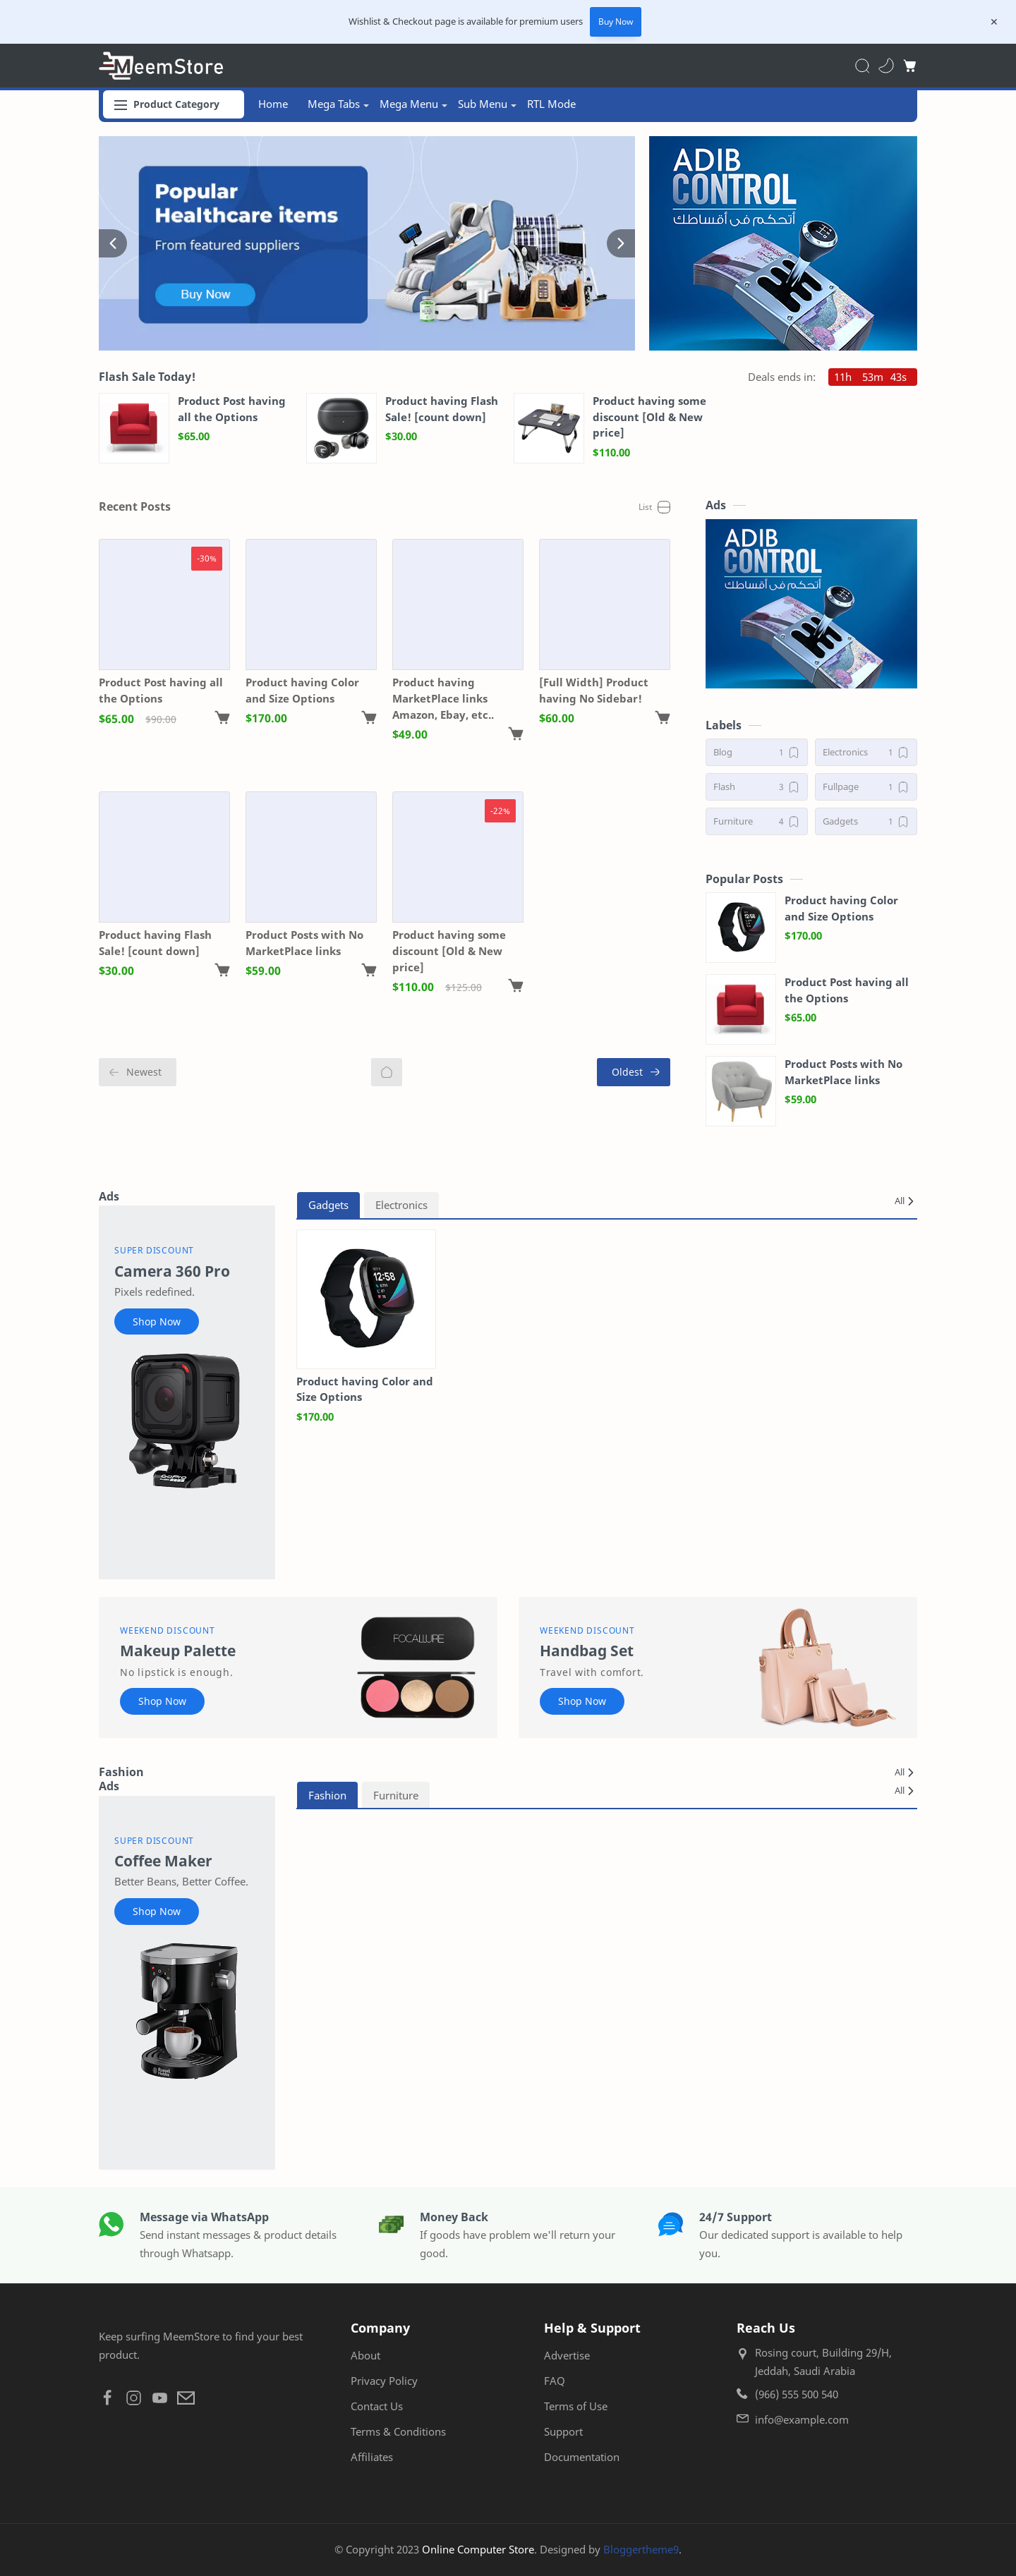 Wishlist & Checkout page is available for premium users
Buy Now
×
MeemStore
Product Category
Home
Mega Tabs
Mega Menu
Sub Menu
RTL Mode
Popular
Healthcare items
From featured suppliers
Buy Now
ADIB
CONTROL
أتحكم في أقساطك
Flash Sale Today!
Deals ends in:
11h 53m 43s
Product Post having
all the Options
$65.00
Product having Flash
Sale! [count down]
$30.00
Product having some
discount [Old & New
price]
$110.00
Recent Posts
List
-30%
Product Post having all
the Options
$65.00 $90.00
Product having Color
and Size Options
$170.00
Product having
MarketPlace links
Amazon, Ebay, etc..
$49.00
[Full Width] Product
having No Sidebar!
$60.00
Product having Flash
Sale! [count down]
$30.00
Product Posts with No
MarketPlace links
$59.00
-22%
Product having some
discount [Old & New
price]
$110.00 $125.00
Newest
Oldest
Ads
ADIB
CONTROL
أتحكم في أقساطك
Labels
Blog 1
Electronics 1
Flash 3
Fullpage 1
Furniture 4
Gadgets 1
Popular Posts
Product having Color
and Size Options
$170.00
Product Post having all
the Options
$65.00
Product Posts with No
MarketPlace links
$59.00
Ads
SUPER DISCOUNT
Camera 360 Pro
Pixels redefined.
Shop Now
GoPro
Gadgets
Electronics
All
12:58
Product having Color and
Size Options
$170.00
WEEKEND DISCOUNT
Makeup Palette
No lipstick is enough.
Shop Now
FOCALLURE
WEEKEND DISCOUNT
Handbag Set
Travel with comfort.
Shop Now
Fashion
All
Ads
SUPER DISCOUNT
Coffee Maker
Better Beans, Better Coffee.
Shop Now
Russell Hobbs
Fashion
Furniture
All
Message via WhatsApp
Send instant messages & product details
through Whatsapp.
Money Back
If goods have problem we'll return your
good.
24/7 Support
Our dedicated support is available to help
you.
Keep surfing MeemStore to find your best
product.
Company
About
Privacy Policy
Contact Us
Terms & Conditions
Affiliates
Help & Support
Advertise
FAQ
Terms of Use
Support
Documentation
Reach Us
Rosing court, Building 29/H,
Jeddah, Saudi Arabia
(966) 555 500 540
info@example.com
© Copyright 2023 Online Computer Store. Designed by Bloggertheme9.